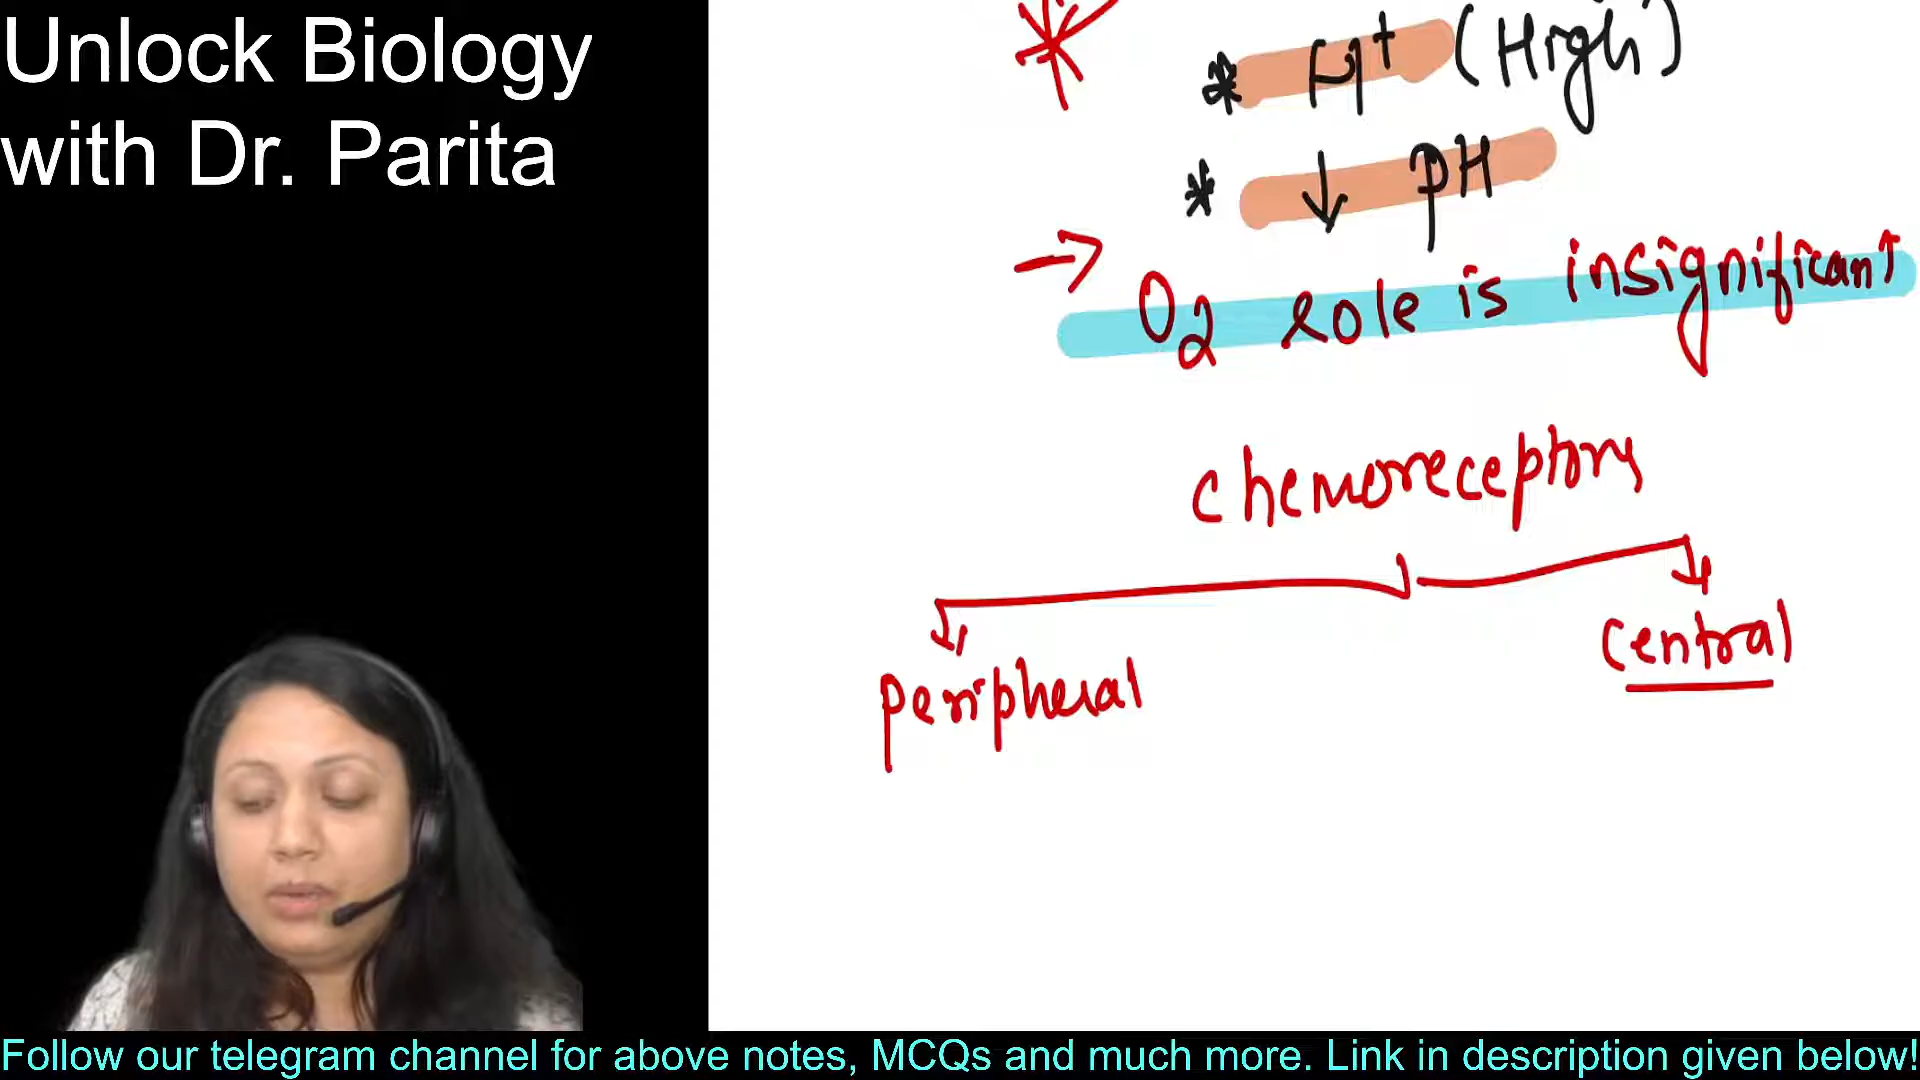 Unlock Biology
with Dr. Parita
* H+ (High)
* ↓ pH
→ O2 role is insignificant
chemoreceptors
Peripheral
Central
Follow our telegram channel for above notes, MCQs and much more. Link in description given below!